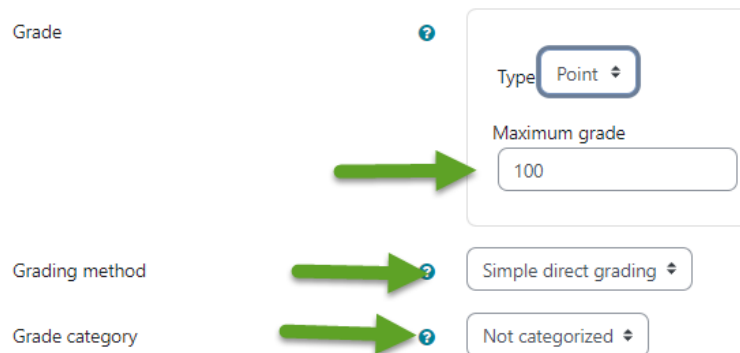 Grade
Type Point
Maximum grade
100
Grading method Simple direct grading
Grade category Not categorized